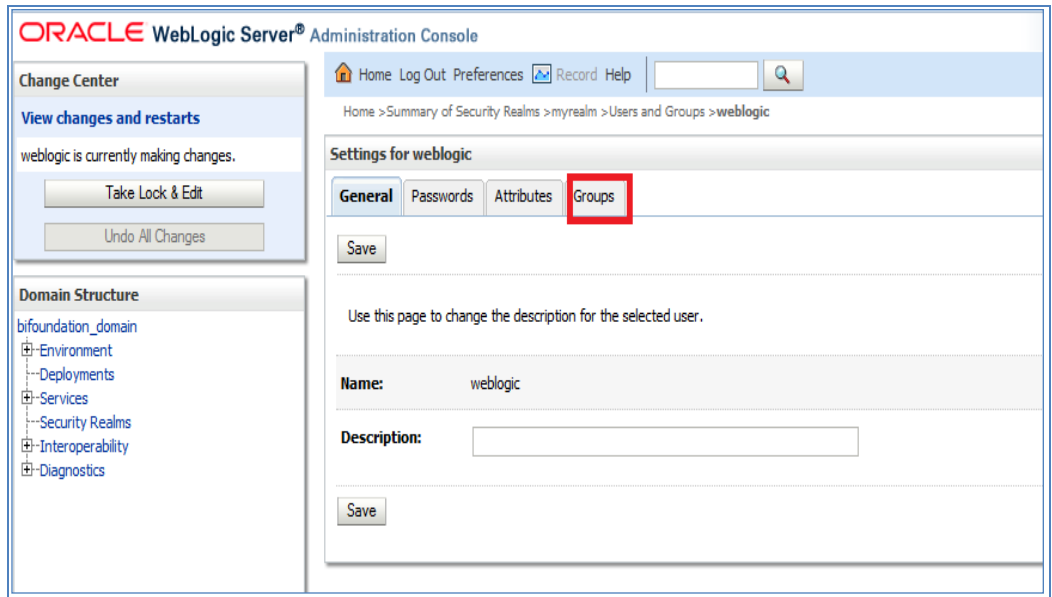 ORACLE WebLogic Server® Administration Console
Change Center
View changes and restarts
weblogic is currently making changes.
Take Lock & Edit
Undo All Changes
Domain Structure
bifoundation_domain
Environment
Deployments
Services
Security Realms
Interoperability
Diagnostics
Home Log Out Preferences Record Help
Home >Summary of Security Realms >myrealm >Users and Groups >weblogic
Settings for weblogic
General Passwords Attributes Groups
Save
Use this page to change the description for the selected user.
Name: weblogic
Description:
Save